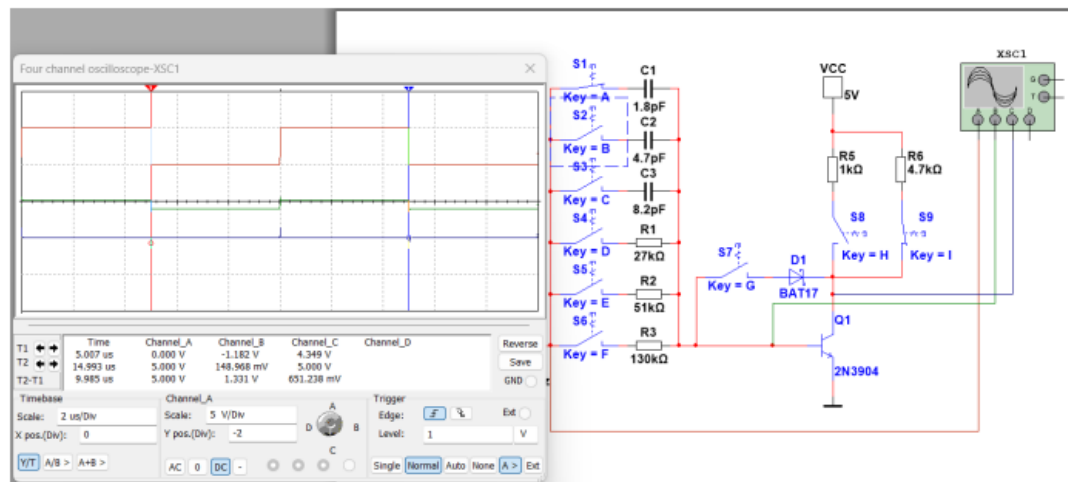 Four channel oscilloscope-XSC1
Time Channel_A Channel_B Channel_C Channel_D
T1 5.007 us 0.000 V -1.182 V 4.349 V
T2 14.993 us 5.000 V 148.968 mV 5.000 V
T2-T1 9.985 us 5.000 V 1.331 V 651.238 mV
Reverse
Save
GND
Timebase
Scale: 2 us/Div
X pos.(Div): 0
Y/T A/B > A+B >
Channel_A
Scale: 5 V/Div
Y pos.(Div): -2
AC 0 DC -
A
B
C
D
Trigger
Edge:
Ext
Level: 1 V
Single Normal Auto None A > Ext
S1
Key = A
C1
1.8pF
S2
Key = B
C2
4.7pF
S3
Key = C
C3
8.2pF
S4
Key = D
R1
27kΩ
S5
Key = E
R2
51kΩ
S6
Key = F
R3
130kΩ
S7
Key = G
D1
BAT17
VCC
5V
R5
1kΩ
R6
4.7kΩ
S8
Key = H
S9
Key = I
Q1
2N3904
XSC1
G
T
A B C D